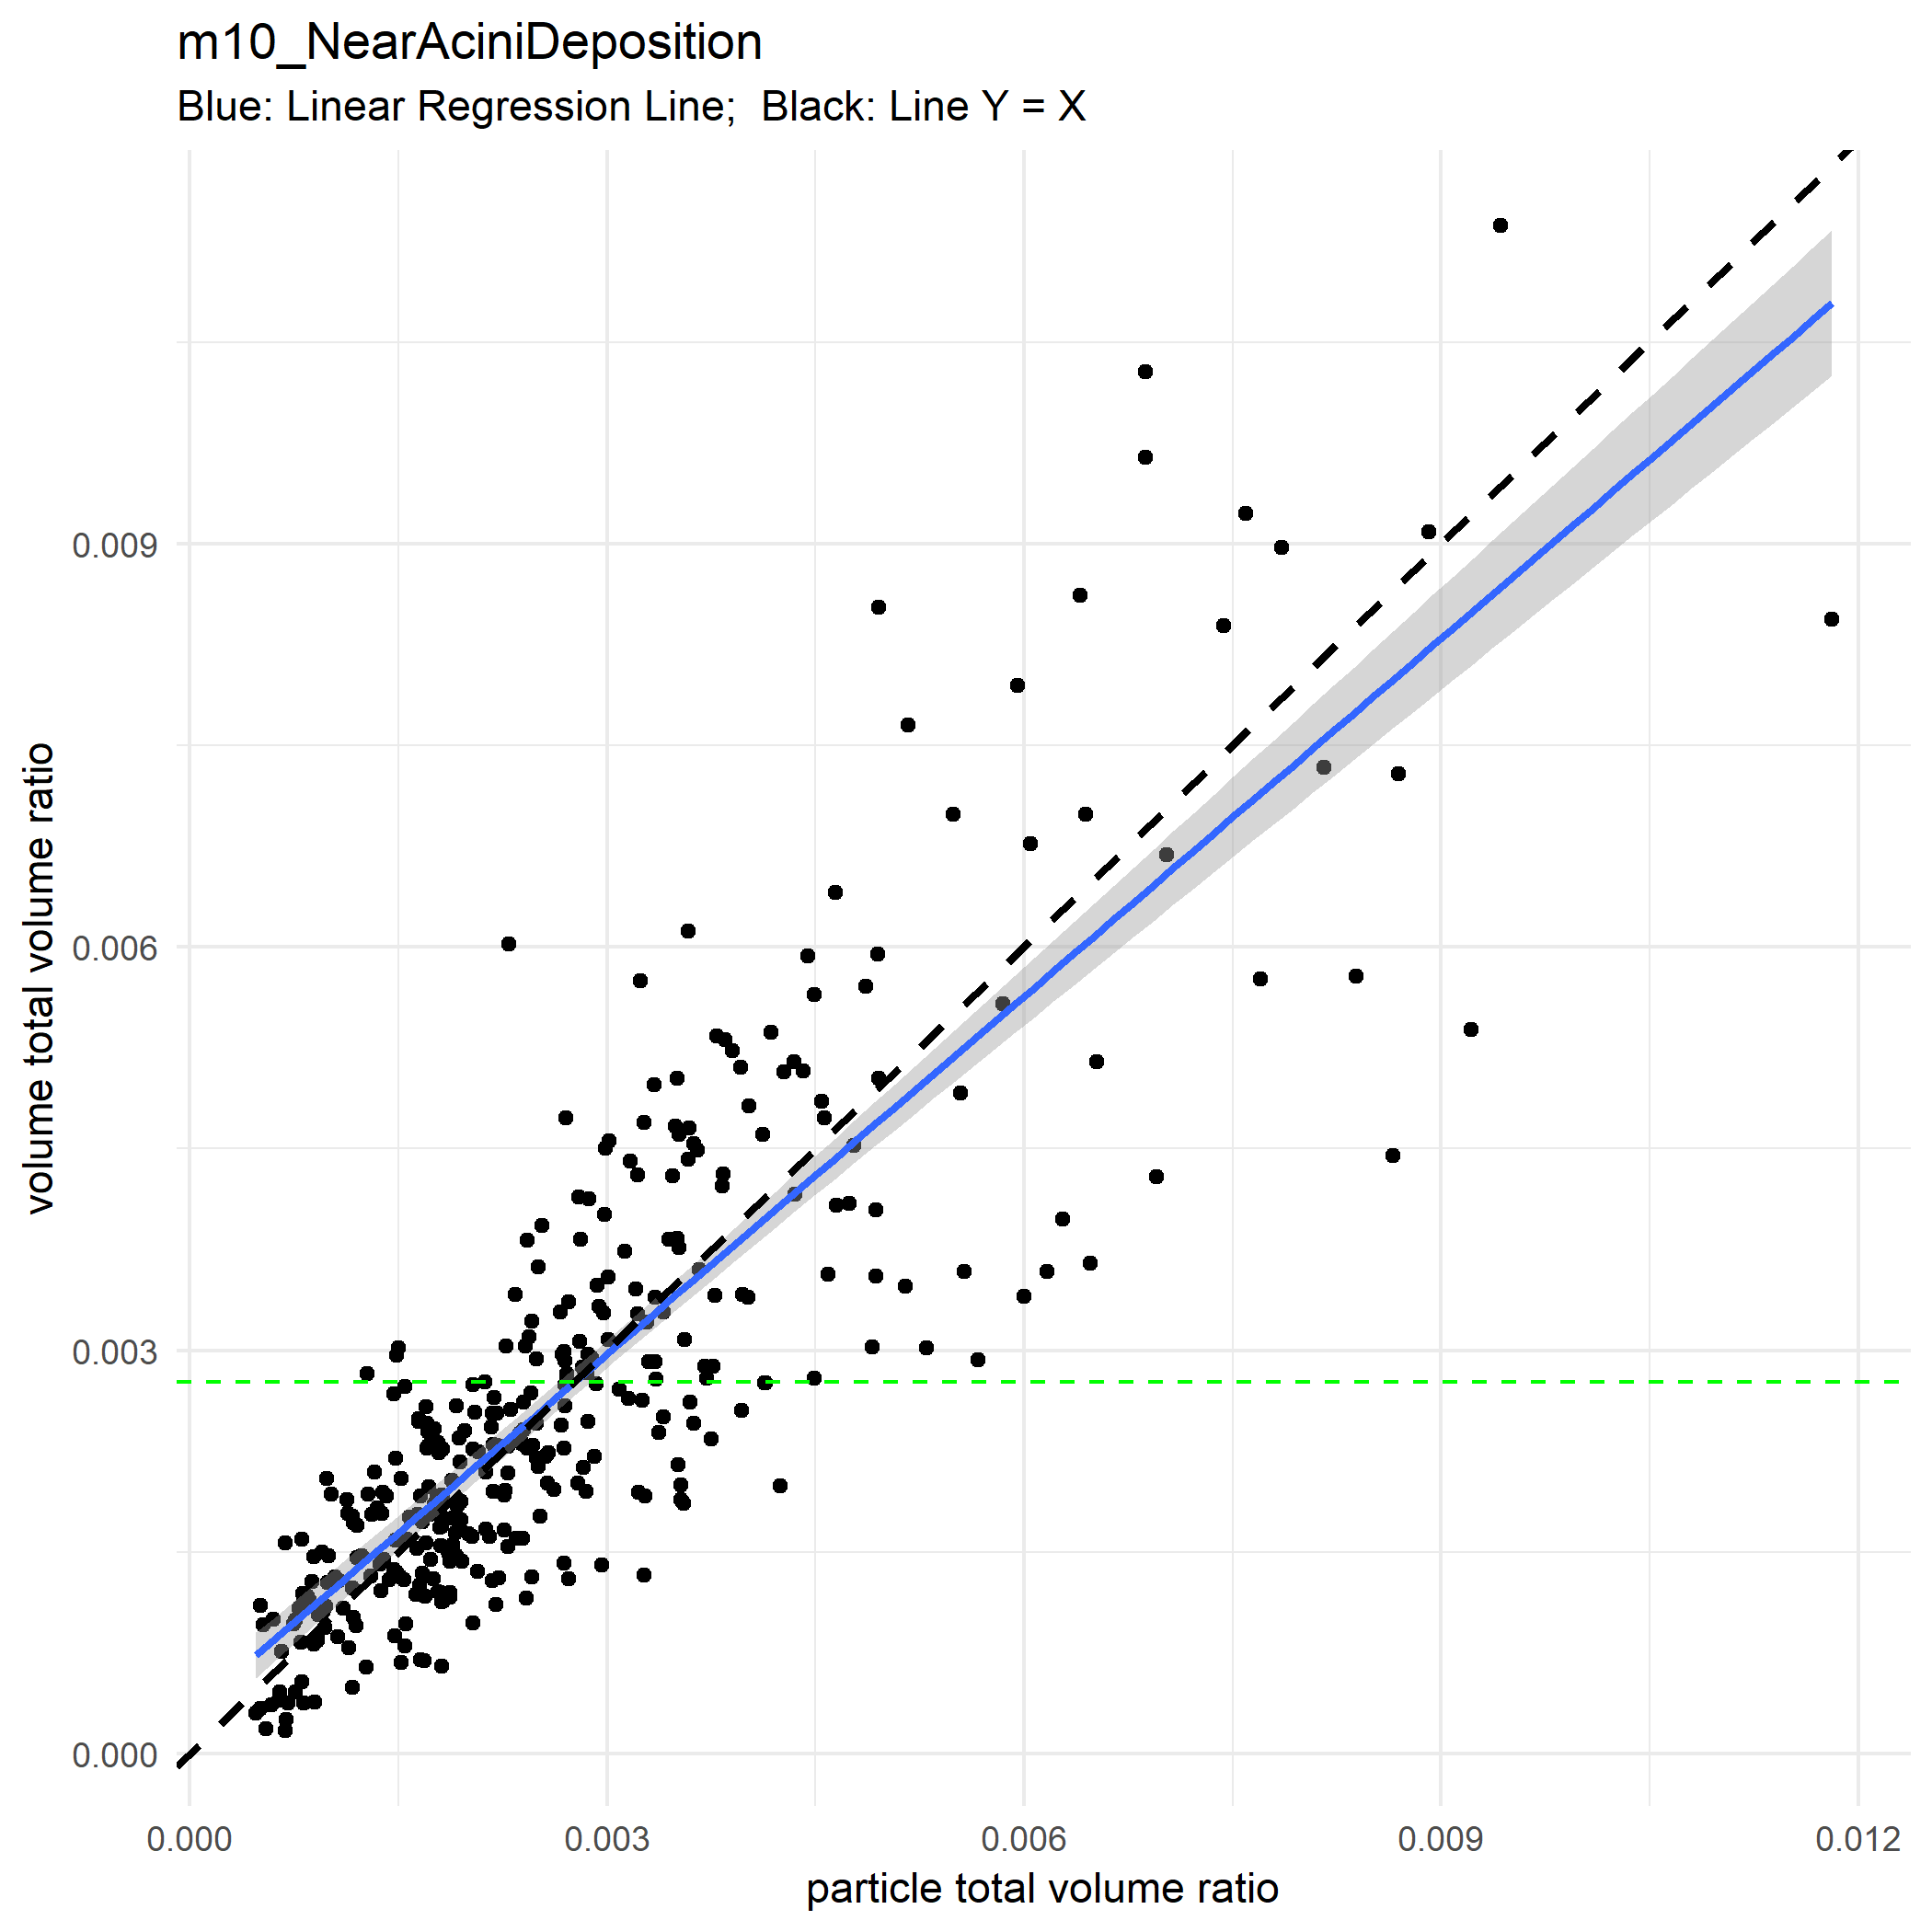 m10_NearAciniDeposition
Blue: Linear Regression Line;  Black: Line Y = X
volume total volume ratio
0.009
0.006
0.003
0.000
0.000 0.003 0.006 0.009 0.012
particle total volume ratio